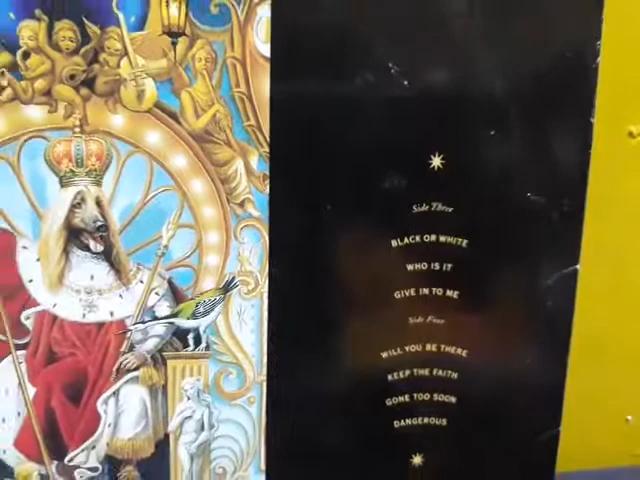 Side Three
BLACK OR WHITE
WHO IS IT
GIVE IN TO ME
Side Four
WILL YOU BE THERE
KEEP THE FAITH
GONE TOO SOON
DANGEROUS